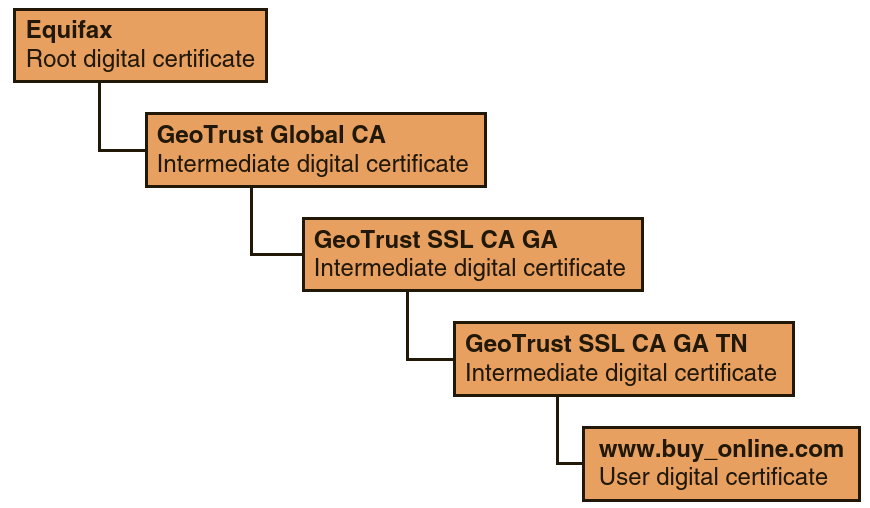 Equifax
Root digital certificate
GeoTrust Global CA
Intermediate digital certificate
GeoTrust SSL CA GA
Intermediate digital certificate
GeoTrust SSL CA GA TN
Intermediate digital certificate
www.buy_online.com
User digital certificate